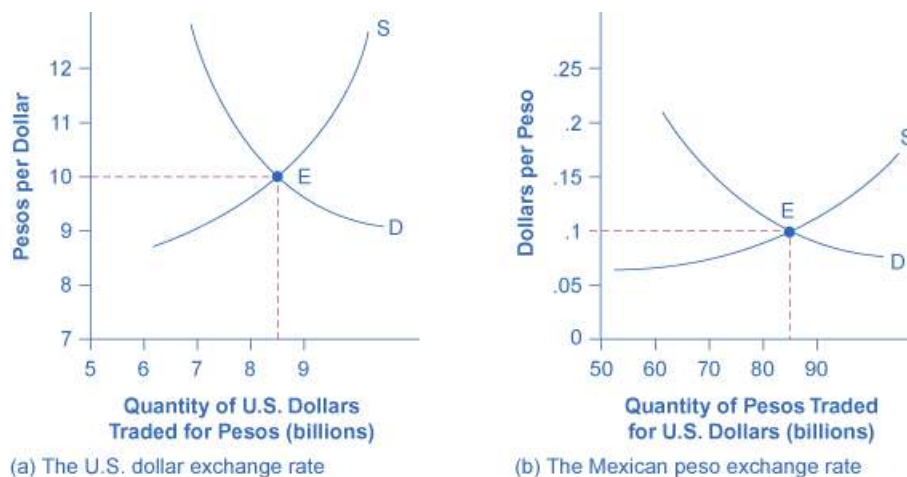 Pesos per Dollar
12
11
10
9
8
7
5 6 7 8 9
S
E
D
Quantity of U.S. Dollars
Traded for Pesos (billions)
(a) The U.S. dollar exchange rate
Dollars per Peso
.25
.2
.15
.1
.05
0
50 60 70 80 90
S
E
D
Quantity of Pesos Traded
for U.S. Dollars (billions)
(b) The Mexican peso exchange rate